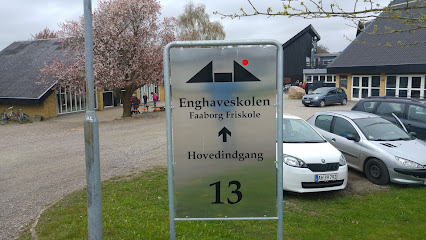 Enghaveskolen
Faaborg Friskole
Hovedindgang
13